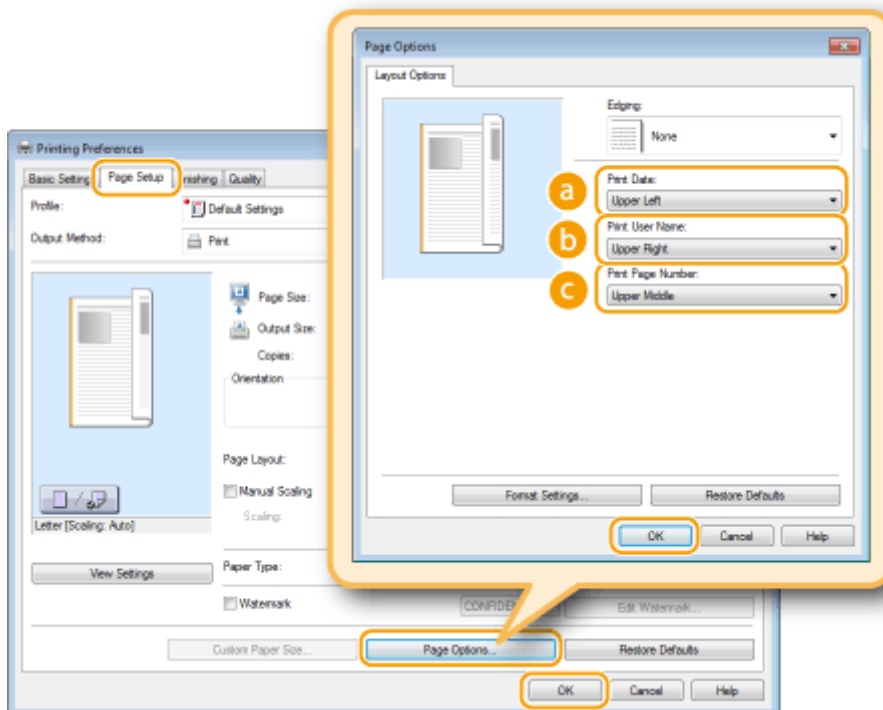 Page Options
Layout Options
Edging:
None
a
Print Date:
Upper Left
b
Print User Name:
Upper Right
c
Print Page Number:
Upper Middle
Format Settings...
Restore Defaults
OK
Cancel
Help
Printing Preferences
Basic Setting
Page Setup
nishing
Quality
Profile:
Default Settings
Output Method:
Print
Page Size:
Output Size:
Copies:
Orientation
Page Layout:
Manual Scaling
Scaling:
Letter [Scaling: Auto]
View Settings
Paper Type:
Watermark
CONFIDE
Edit Watermark...
Custom Paper Size...
Page Options...
Restore Defaults
OK
Cancel
Help